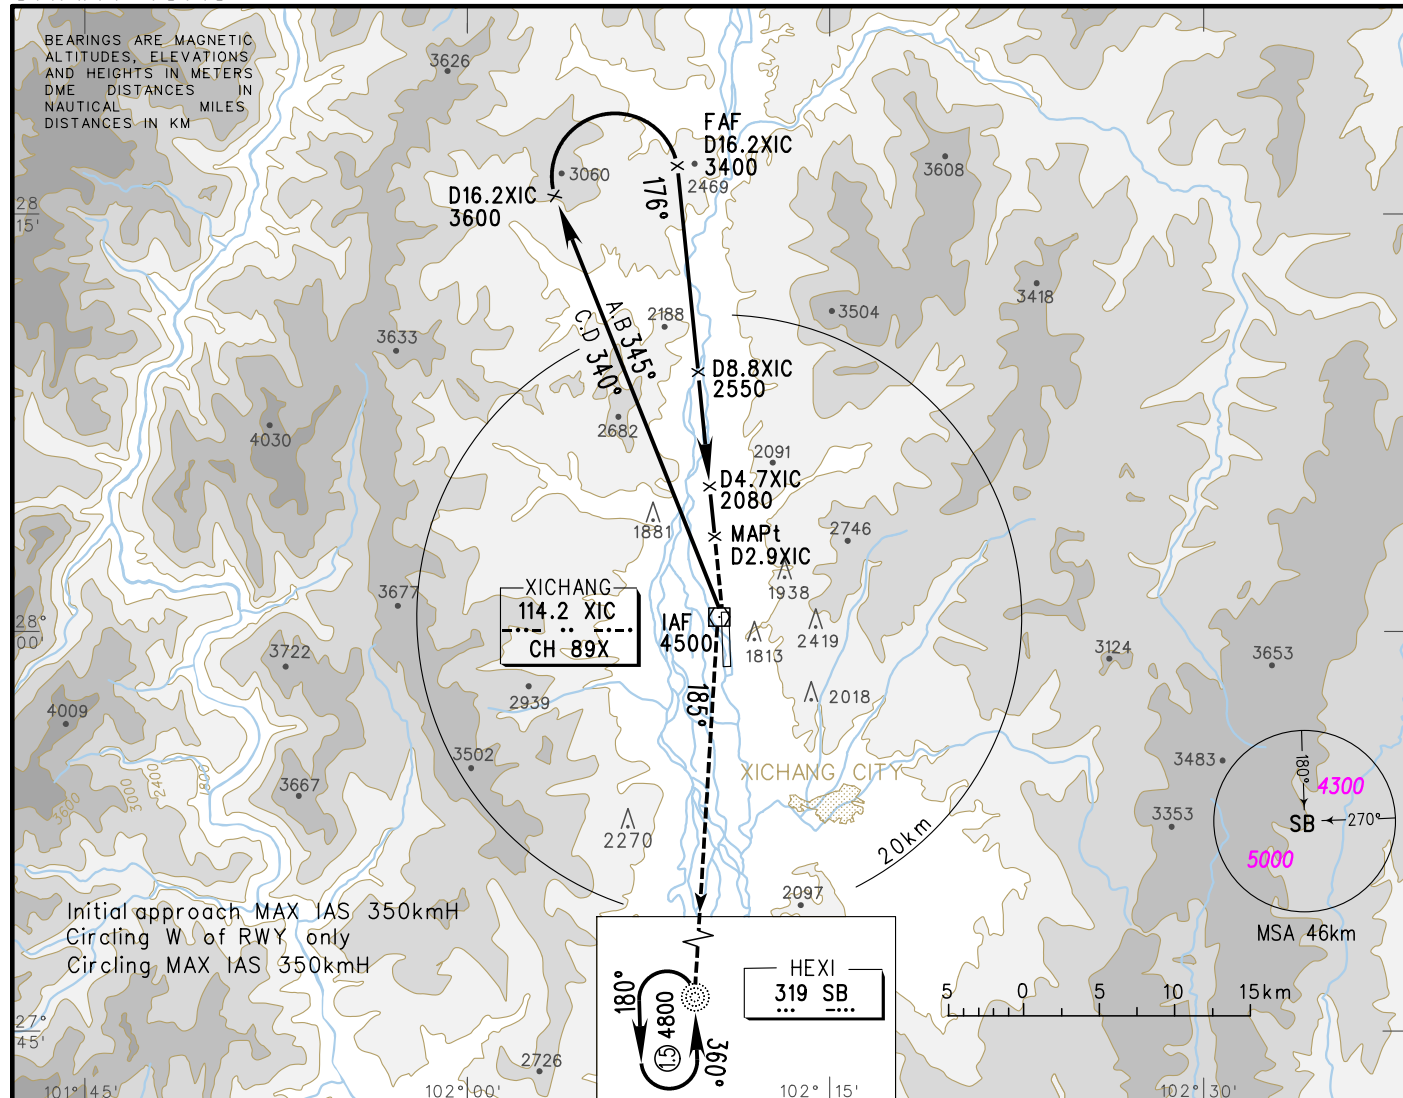 BEARINGS ARE MAGNETIC
ALTITUDES, ELEVATIONS
AND HEIGHTS IN METERS
DME DISTANCES IN
NAUTICAL MILES
DISTANCES IN KM
3626
FAF
D16.2XIC
3400
3060
2469
176°
3608
D16.2XIC
3600
28
15'
3418
2188
3504
A.B 345°
C.D 340°
3633
D8.8XIC
2550
2682
4030
2091
D4.7XIC
2080
1881
2746
MAPt
D2.9XIC
XICHANG
114.2 XIC
CH 89X
1938
3677
IAF
4500
28°
00'
2419
1813
3124
3653
3722
2939
2018
4009
185°
3502
3483
XICHANG CITY
180°
4300
3600
3000
2400
1800
3667
3353
SB
270°
2270
20km
5000
2097
Initial approach MAX IAS 350kmH
Circling W of RWY only
Circling MAX IAS 350kmH
MSA 46km
HEXI
319 SB
180°
1.5 4800
360°
5 0 5 10 15km
27°
45'
2726
101°45'
102°00'
102°15'
102°30'